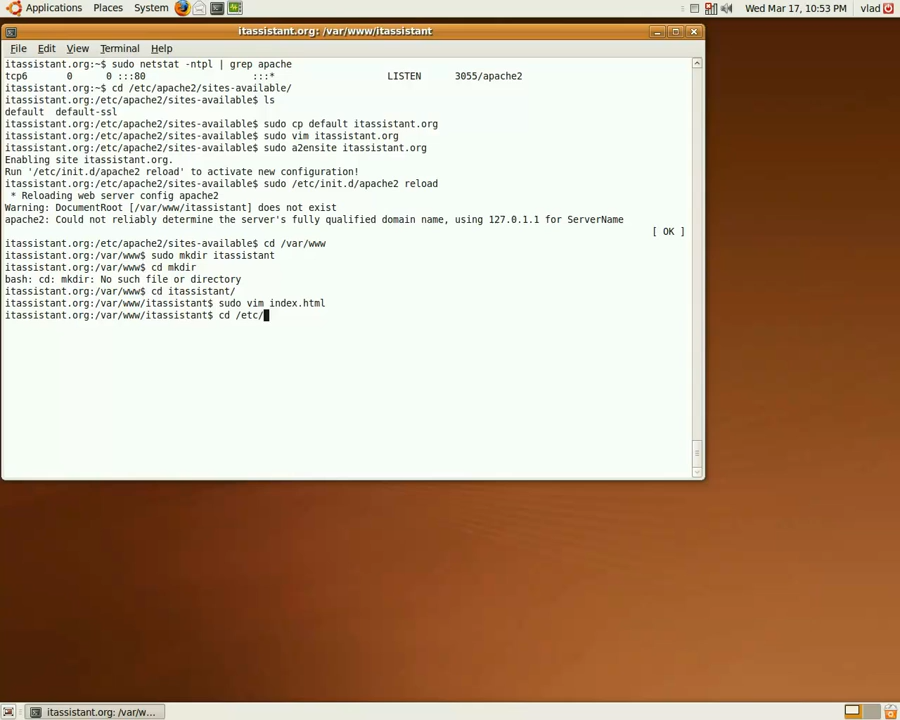 Applications Places System Wed Mar 17, 10:53 PM vlad
itassistant.org: /var/www/itassistant
File Edit View Terminal Help
itassistant.org:~$ sudo netstat -ntpl | grep apache
tcp6       0      0 :::80                   :::*                    LISTEN      3055/apache2
itassistant.org:~$ cd /etc/apache2/sites-available/
itassistant.org:/etc/apache2/sites-available$ ls
default  default-ssl
itassistant.org:/etc/apache2/sites-available$ sudo cp default itassistant.org
itassistant.org:/etc/apache2/sites-available$ sudo vim itassistant.org
itassistant.org:/etc/apache2/sites-available$ sudo a2ensite itassistant.org
Enabling site itassistant.org.
Run '/etc/init.d/apache2 reload' to activate new configuration!
itassistant.org:/etc/apache2/sites-available$ sudo /etc/init.d/apache2 reload
 * Reloading web server config apache2
Warning: DocumentRoot [/var/www/itassistant] does not exist
apache2: Could not reliably determine the server's fully qualified domain name, using 127.0.1.1 for ServerName
[ OK ]
itassistant.org:/etc/apache2/sites-available$ cd /var/www
itassistant.org:/var/www$ sudo mkdir itassistant
itassistant.org:/var/www$ cd mkdir
bash: cd: mkdir: No such file or directory
itassistant.org:/var/www$ cd itassistant/
itassistant.org:/var/www/itassistant$ sudo vim index.html
itassistant.org:/var/www/itassistant$ cd /etc/
itassistant.org: /var/w...